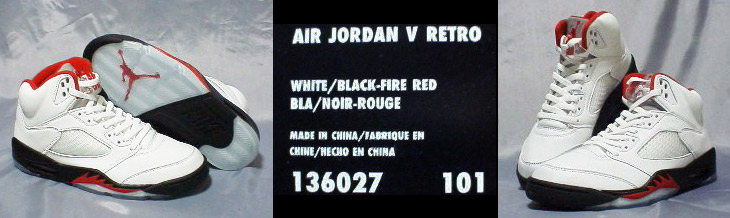 AIR JORDAN V RETRO
WHITE/BLACK-FIRE RED
BLA/NOIR-ROUGE
MADE IN CHINA/FABRIQUE EN
CHINE/HECHO EN CHINA
136027 101